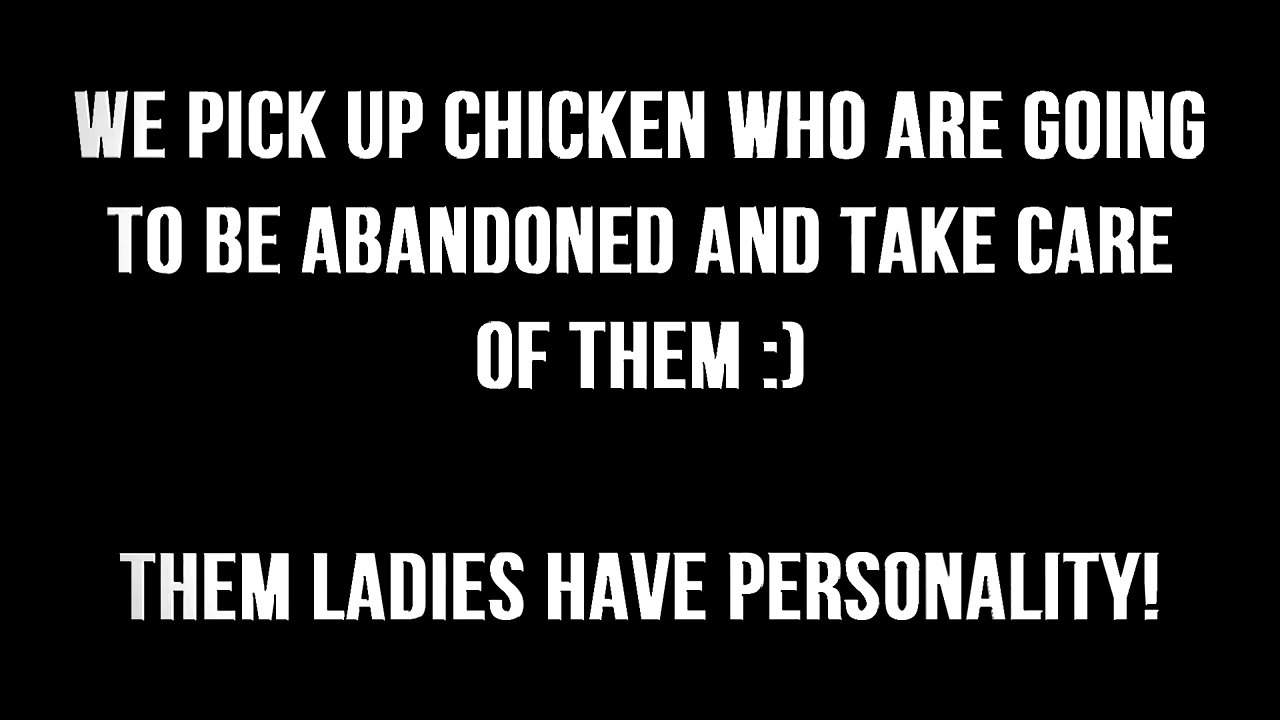 WE PICK UP CHICKEN WHO ARE GOING
TO BE ABANDONED AND TAKE CARE
OF THEM :)
THEM LADIES HAVE PERSONALITY!